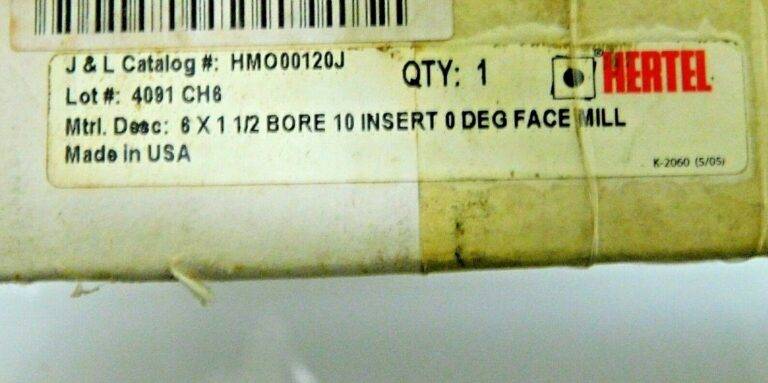 J & L Catalog #: HMO00120J
QTY: 1
® HERTEL
Lot #: 4091 CH6
Mtrl. Desc: 6 X 1 1/2 BORE 10 INSERT 0 DEG FACE MILL
Made in USA
K-2060 (5/05)